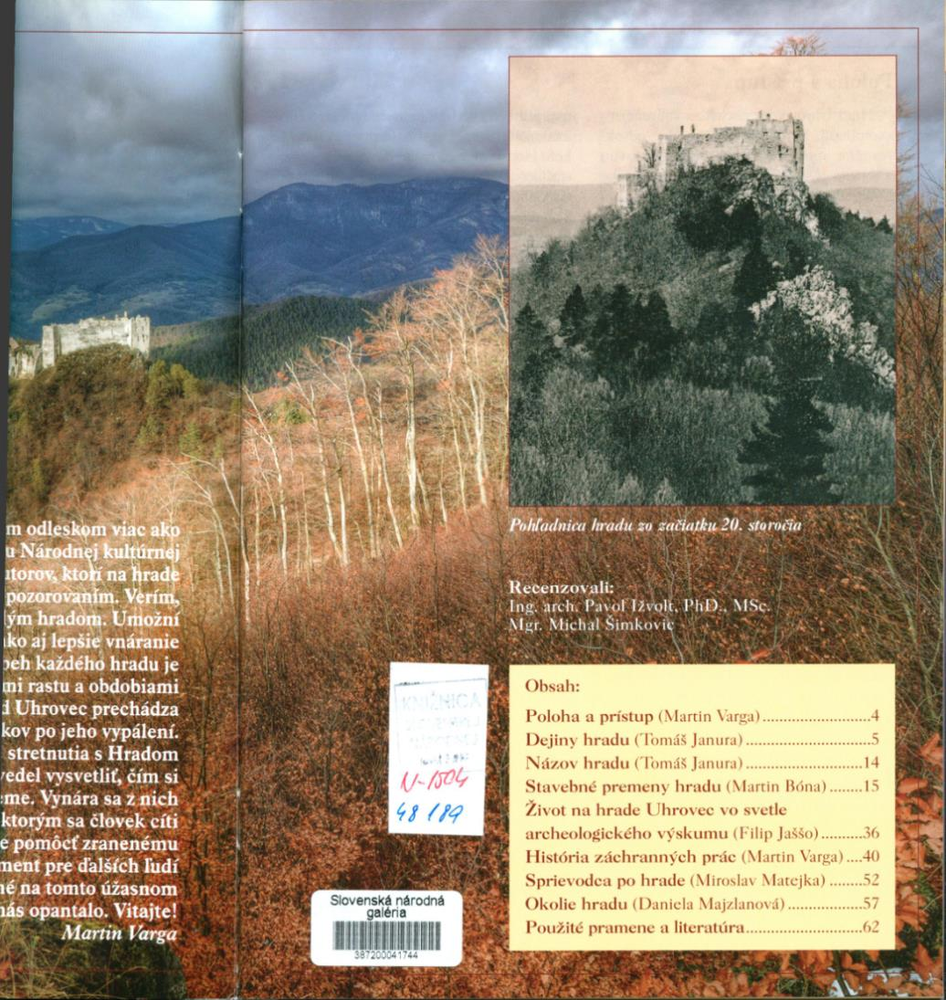 m odleskom viac ako
u Národnej kultúrnej
utorov, ktorí na hrade
pozorovaním. Verím,
ým hradom. Umožní
ko aj lepšie vnáranie
beh každého hradu je
mi rastu a obdobiami
d Uhrovec prechádza
kov po jeho vypálení.
stretnutia s Hradom
vedel vysvetliť, čím si
eme. Vynára sa z nich
ktorým sa človek cíti
e pomôcť zranenému
ment pre ďalších ľudí
né na tomto úžasnom
nás opantalo. Vitajte!
Martin Varga
Pohľadnica hradu zo začiatku 20. storočia
Recenzovali:
Ing. arch. Pavol Ižvolt, PhD., MSc.
Mgr. Michal Šimkovic
KNIŽNICA
N-1504
48 189
Slovenská národná
galéria
387200041744
Obsah:
Poloha a prístup (Martin Varga)........................4
Dejiny hradu (Tomáš Janura)...........................5
Názov hradu (Tomáš Janura)..........................14
Stavebné premeny hradu (Martin Bóna).......15
Život na hrade Uhrovec vo svetle
archeologického výskumu (Filip Jaššo).........36
História záchranných prác (Martin Varga)....40
Sprievodca po hrade (Miroslav Matejka) .......52
Okolie hradu (Daniela Majzlanová)................57
Použité pramene a literatúra.........................62